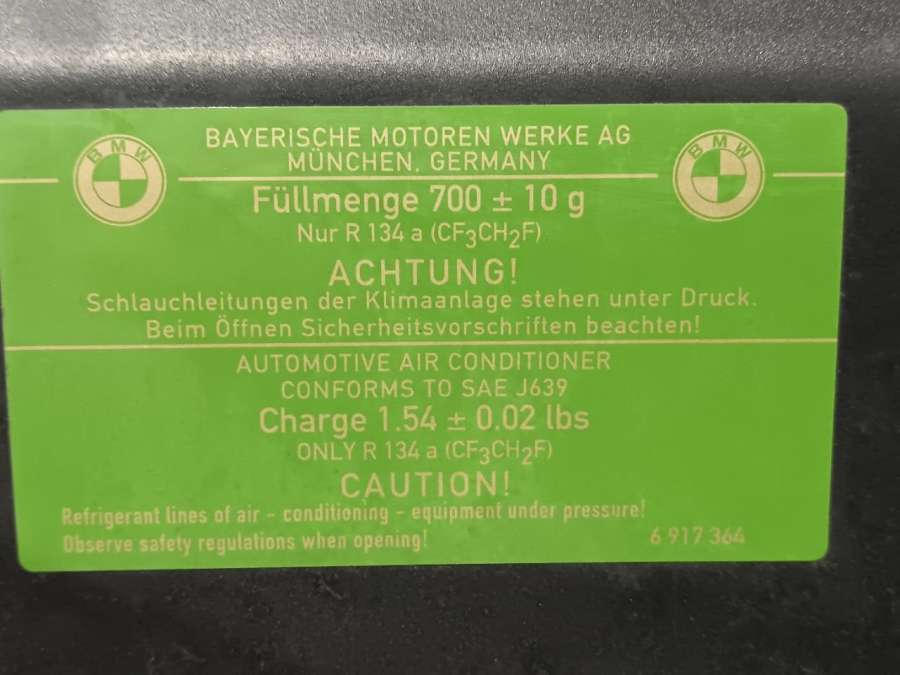 BAYERISCHE MOTOREN WERKE AG
MÜNCHEN, GERMANY
BMW
BMW
Füllmenge 700 ± 10 g
Nur R 134 a (CF₃CH₂F)
ACHTUNG!
Schlauchleitungen der Klimaanlage stehen unter Druck.
Beim Öffnen Sicherheitsvorschriften beachten!
AUTOMOTIVE AIR CONDITIONER
CONFORMS TO SAE J639
Charge 1.54 ± 0.02 lbs
ONLY R 134 a (CF₃CH₂F)
CAUTION!
Refrigerant lines of air - conditioning - equipment under pressure!
Observe safety regulations when opening!
6 917 364